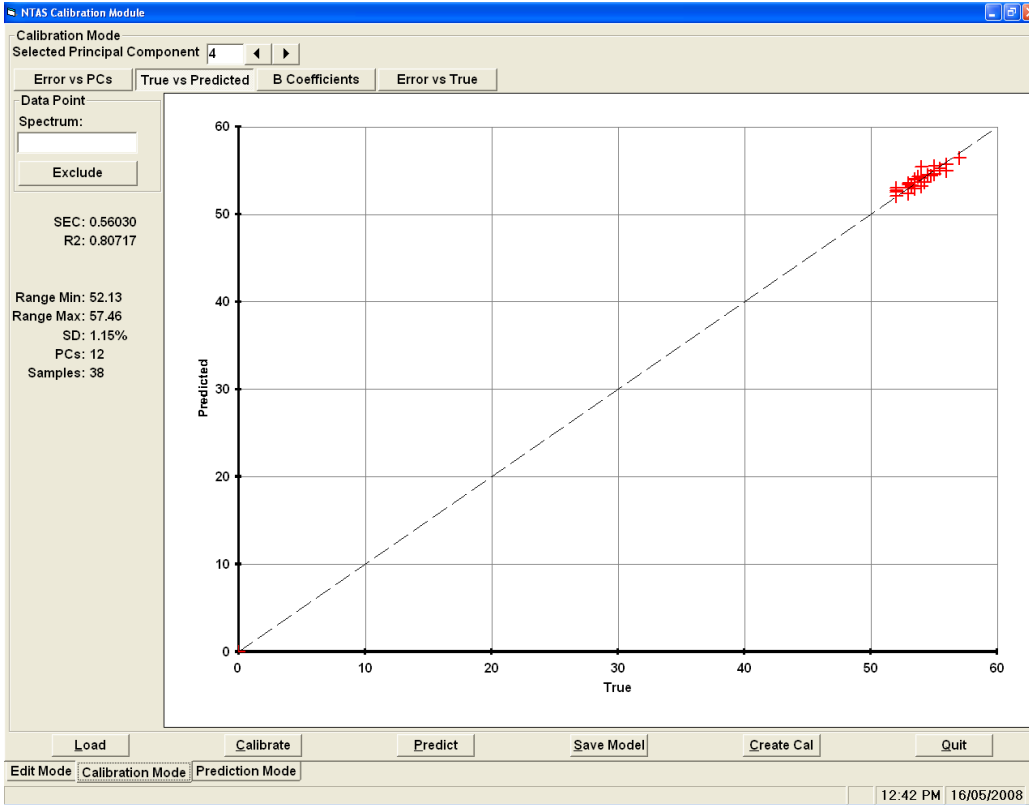 NTAS Calibration Module
Calibration Mode
Selected Principal Component 4
Error vs PCs True vs Predicted B Coefficients Error vs True
Data Point
Spectrum:
Exclude
SEC: 0.56030
R2: 0.80717
Range Min: 52.13
Range Max: 57.46
SD: 1.15%
PCs: 12
Samples: 38
60
50
40
30
20
10
0
Predicted
0 10 20 30 40 50 60
True
Load Calibrate Predict Save Model Create Cal Quit
Edit Mode Calibration Mode Prediction Mode
12:42 PM 16/05/2008